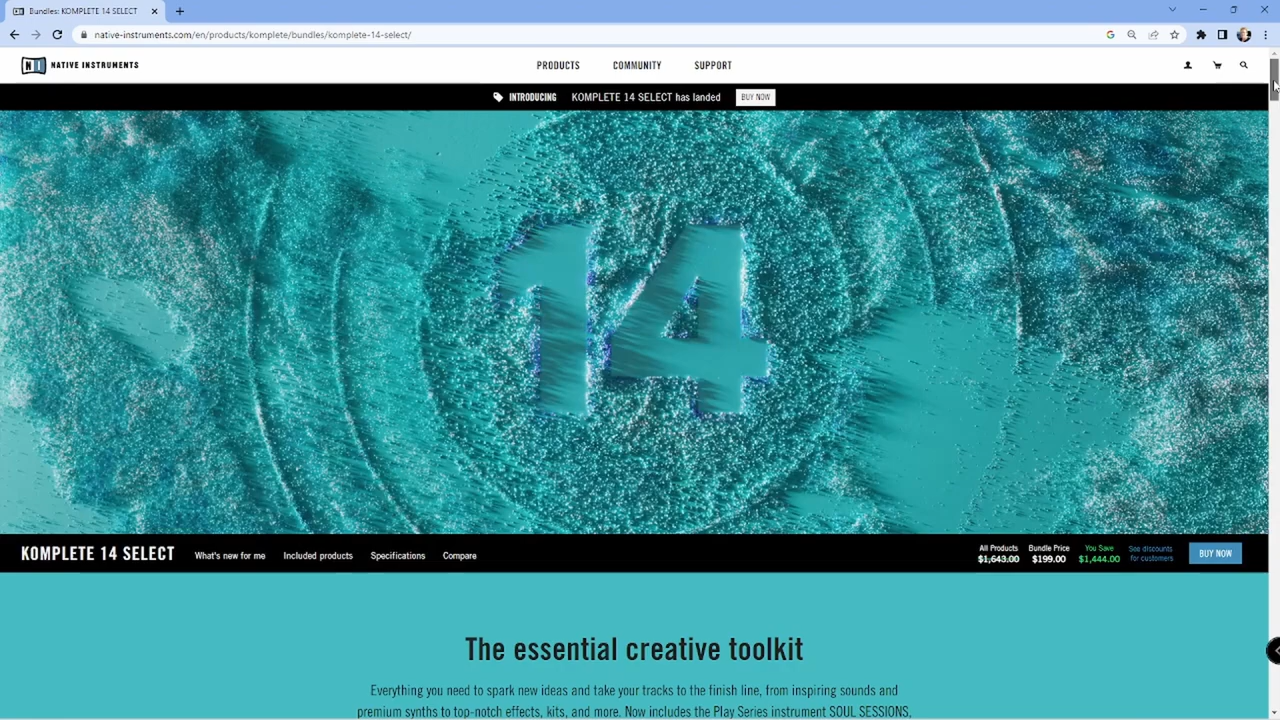 Bundles: KOMPLETE 14 SELECT
native-instruments.com/en/products/komplete/bundles/komplete-14-select/
NI NATIVE INSTRUMENTS
PRODUCTS COMMUNITY SUPPORT
INTRODUCING KOMPLETE 14 SELECT has landed BUY NOW
14
KOMPLETE 14 SELECT What's new for me Included products Specifications Compare
All Products Bundle Price You Save See discounts
$1,643.00 $199.00 $1,444.00 for customers
BUY NOW
The essential creative toolkit
Everything you need to spark new ideas and take your tracks to the finish line, from inspiring sounds and
premium synths to top-notch effects, kits, and more. Now includes the Play Series instrument SOUL SESSIONS,